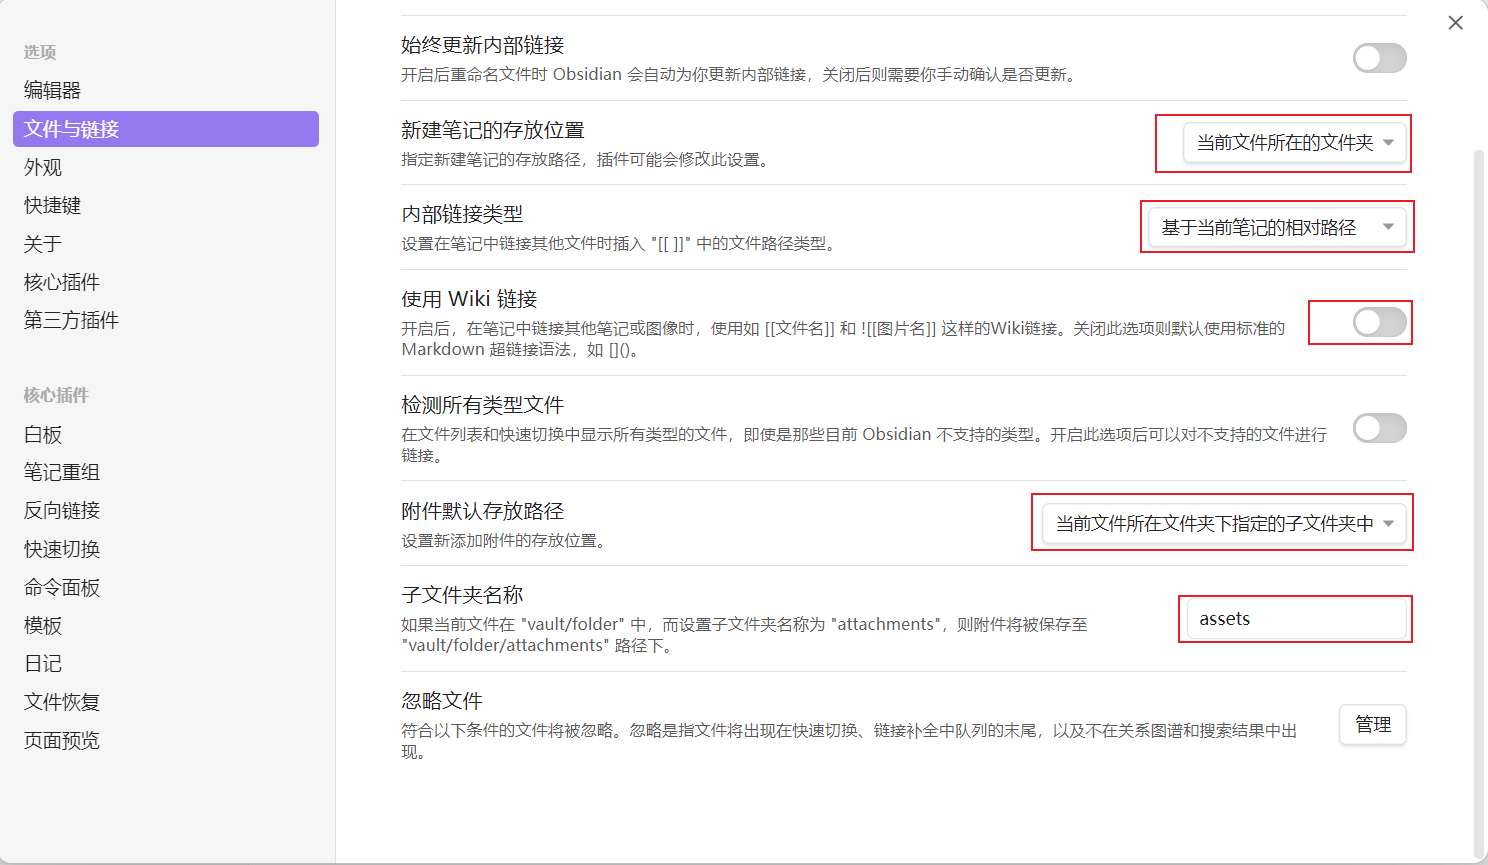 选项
编辑器
文件与链接
外观
快捷键
关于
核心插件
第三方插件
核心插件
白板
笔记重组
反向链接
快速切换
命令面板
模板
日记
文件恢复
页面预览
始终更新内部链接
开启后重命名文件时 Obsidian 会自动为你更新内部链接，关闭后则需要你手动确认是否更新。
新建笔记的存放位置
指定新建笔记的存放路径，插件可能会修改此设置。
当前文件所在的文件夹
内部链接类型
设置在笔记中链接其他文件时插入 "[[ ]]" 中的文件路径类型。
基于当前笔记的相对路径
使用 Wiki 链接
开启后，在笔记中链接其他笔记或图像时，使用如 [[文件名]] 和 ![[图片名]] 这样的Wiki链接。关闭此选项则默认使用标准的
Markdown 超链接语法，如 []()。
检测所有类型文件
在文件列表和快速切换中显示所有类型的文件，即使是那些目前 Obsidian 不支持的类型。开启此选项后可以对不支持的文件进行
链接。
附件默认存放路径
设置新添加附件的存放位置。
当前文件所在文件夹下指定的子文件夹中
子文件夹名称
如果当前文件在 "vault/folder" 中，而设置子文件夹名称为 "attachments"，则附件将被保存至
"vault/folder/attachments" 路径下。
assets
忽略文件
符合以下条件的文件将被忽略。忽略是指文件将出现在快速切换、链接补全中队列的末尾，以及不在关系图谱和搜索结果中出
现。
管理